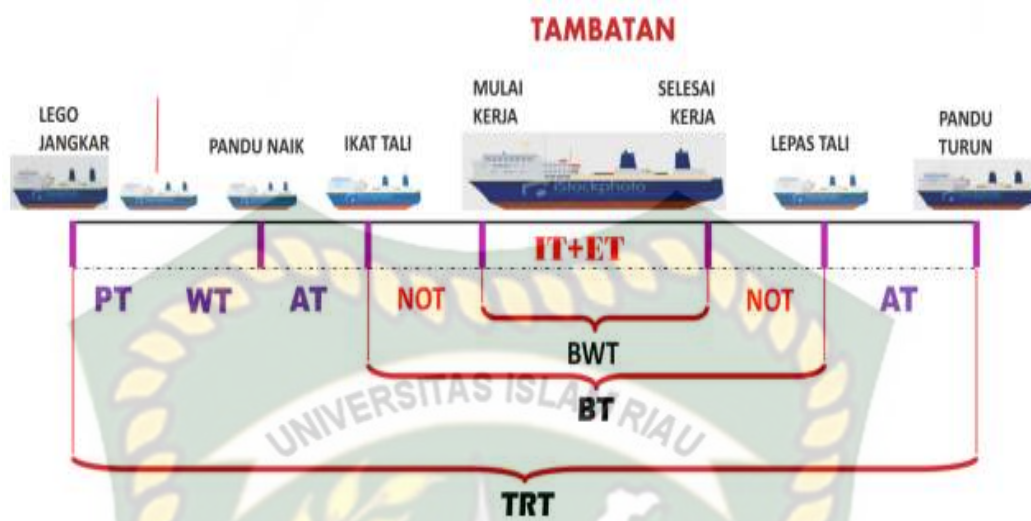 TAMBATAN
LEGO
JANGKAR
PANDU NAIK
IKAT TALI
MULAI
KERJA
SELESAI
KERJA
LEPAS TALI
PANDU
TURUN
iStockphoto
IT+ET
PT
WT
AT
NOT
NOT
AT
BWT
BT
UNIVERSITAS ISLAM RIAU
TRT